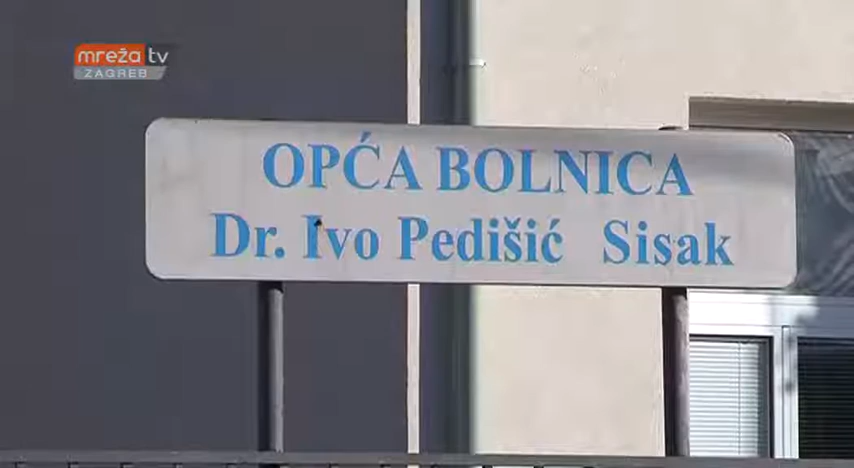 mreža tv
ZAGREB
OPĆA BOLNICA
Dr. Ivo Pedišić Sisak